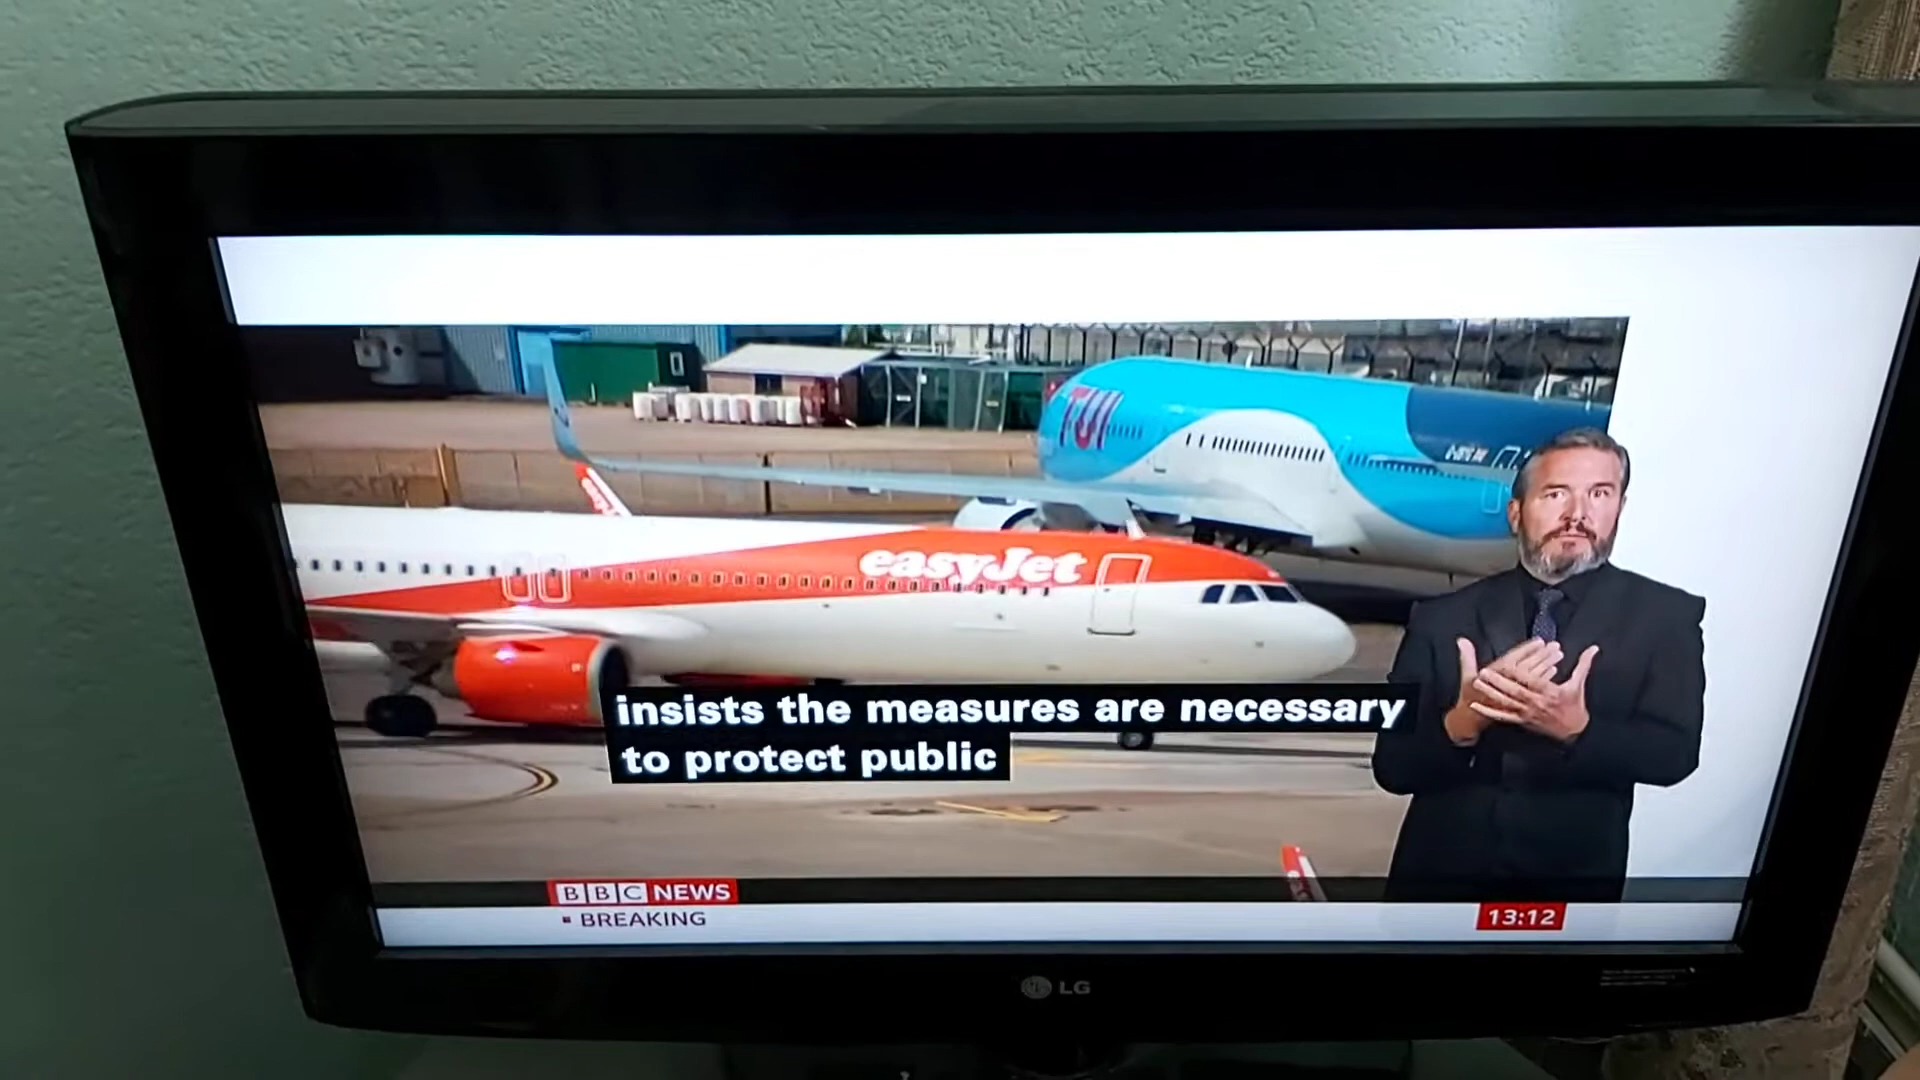 TUI
easyJet
insists the measures are necessary
to protect public
BBC NEWS
BREAKING
13:12
LG